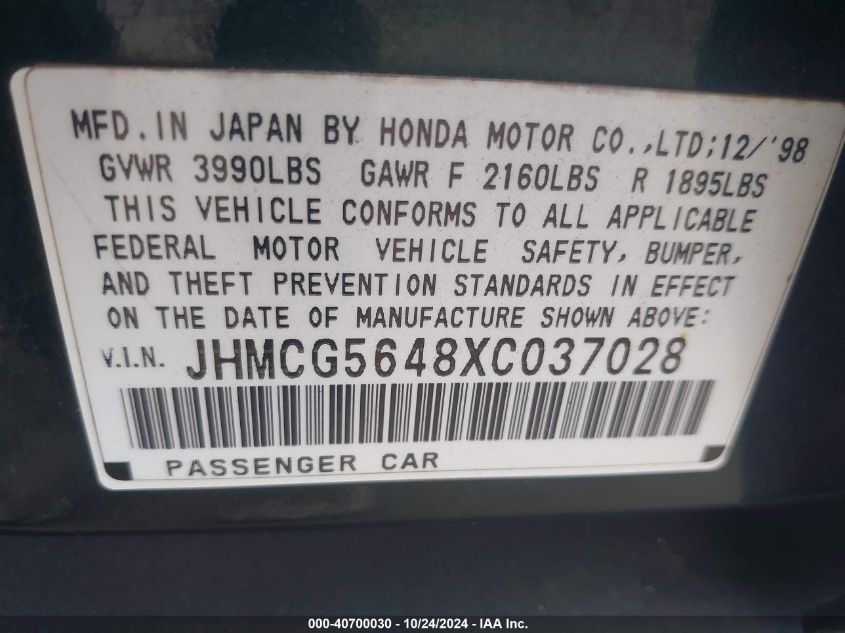 MFD. IN JAPAN BY HONDA MOTOR CO.,LTD;12/'98
GVWR 3990LBS GAWR F 2160LBS R 1895LBS
THIS VEHICLE CONFORMS TO ALL APPLICABLE
FEDERAL MOTOR VEHICLE SAFETY, BUMPER,
AND THEFT PREVENTION STANDARDS IN EFFECT
ON THE DATE OF MANUFACTURE SHOWN ABOVE:
V.I.N. JHMCG5648XC037028
PASSENGER CAR
000-40700030 - 10/24/2024 - IAA Inc.